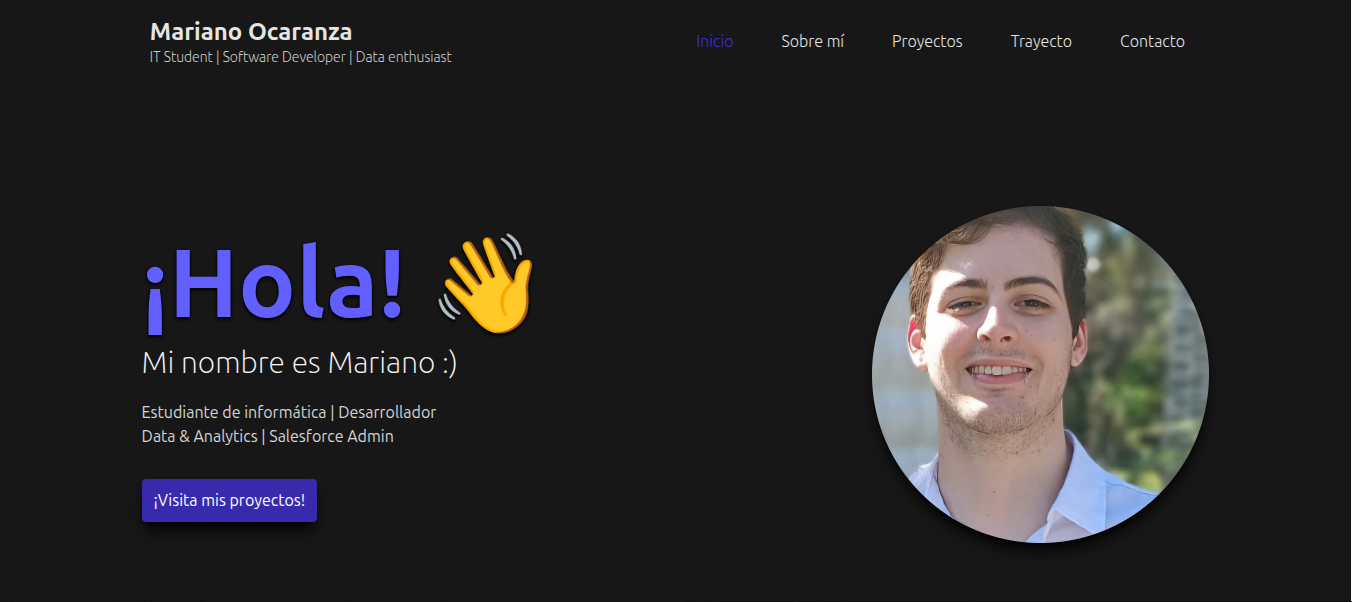 Mariano Ocaranza
IT Student | Software Developer | Data enthusiast
Inicio Sobre mí Proyectos Trayecto Contacto
¡Hola! 👋
Mi nombre es Mariano :)
Estudiante de informática | Desarrollador
Data & Analytics | Salesforce Admin
¡Visita mis proyectos!